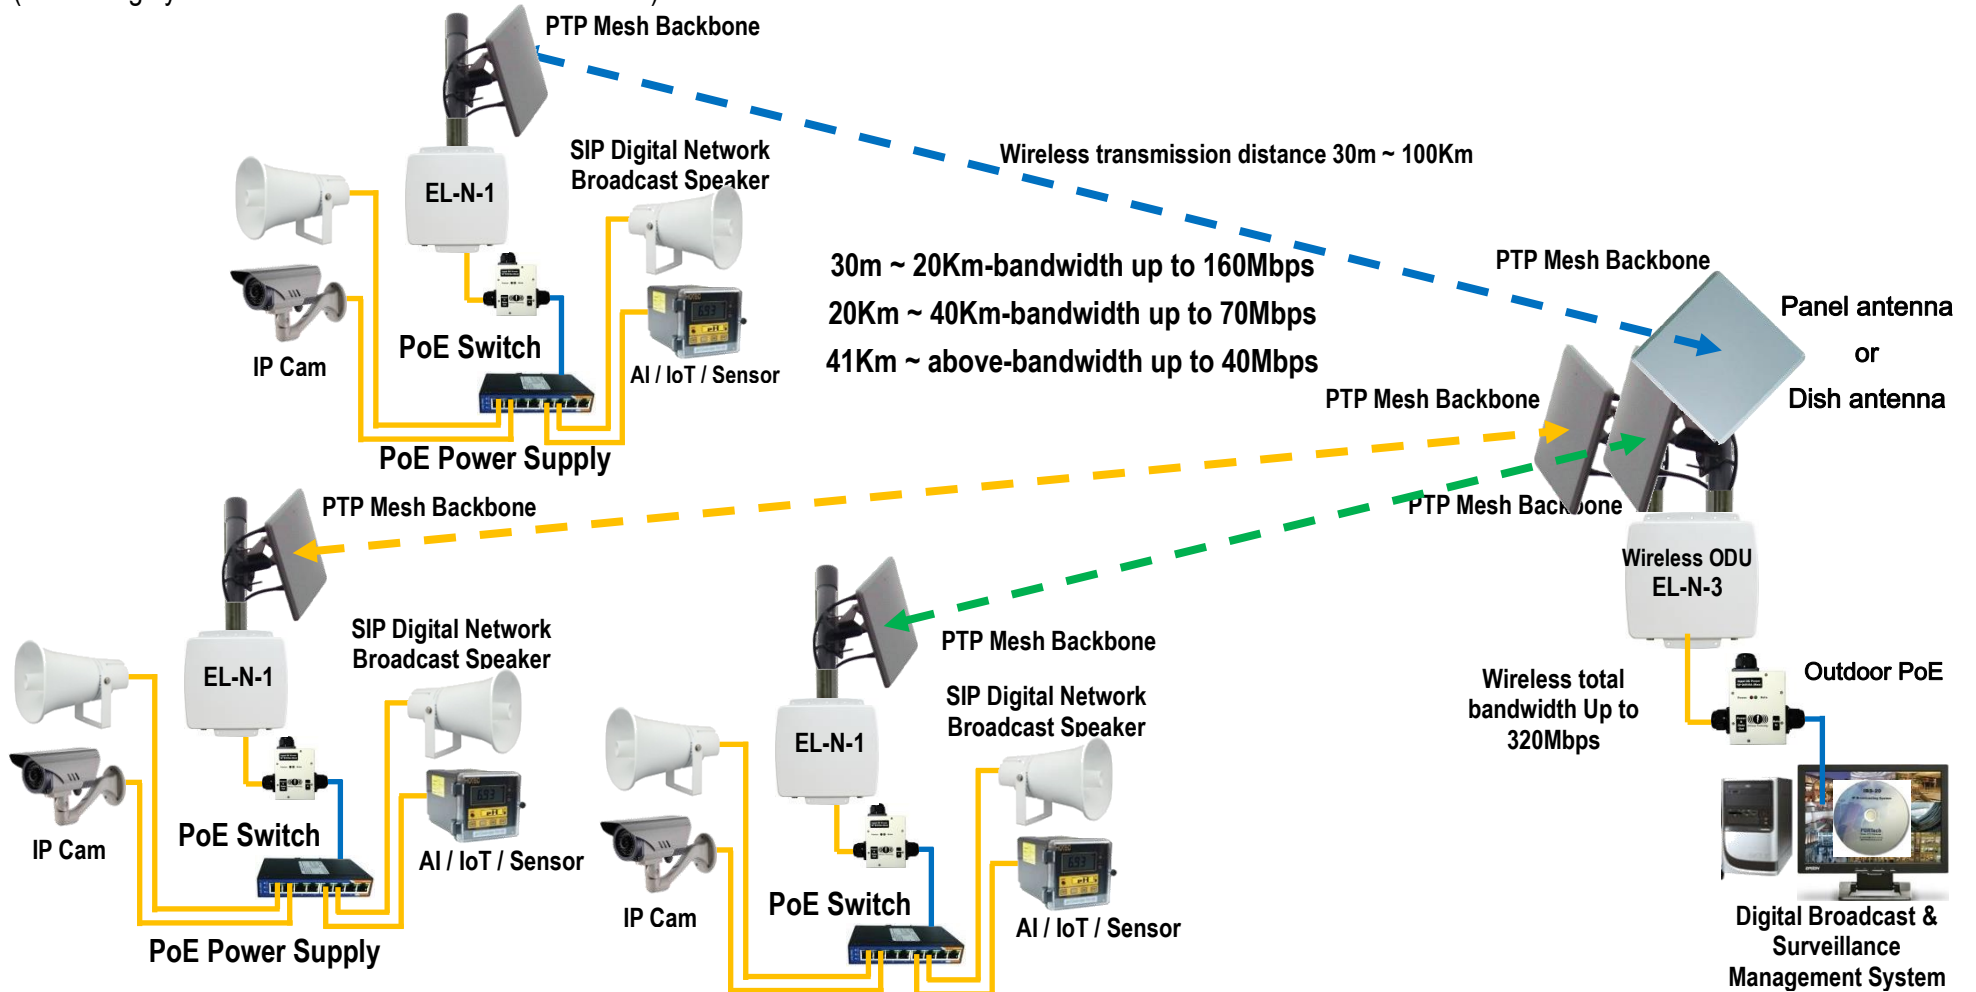 PTP Mesh Backbone
SIP Digital Network
Broadcast Speaker
EL-N-1
Wireless transmission distance 30m ~ 100Km
30m ~ 20Km-bandwidth up to 160Mbps
20Km ~ 40Km-bandwidth up to 70Mbps
41Km ~ above-bandwidth up to 40Mbps
IP Cam
PoE Switch
AI / IoT / Sensor
PoE Power Supply
PTP Mesh Backbone
Panel antenna
or
Dish antenna
PTP Mesh Backbone
PTP Mesh Backbone
Wireless ODU
EL-N-3
Wireless total
bandwidth Up to
320Mbps
Outdoor PoE
Digital Broadcast &
Surveillance
Management System
PTP Mesh Backbone
SIP Digital Network
Broadcast Speaker
EL-N-1
IP Cam
PoE Switch
AI / IoT / Sensor
PoE Power Supply
PTP Mesh Backbone
SIP Digital Network
Broadcast Speaker
EL-N-1
IP Cam
PoE Switch
AI / IoT / Sensor